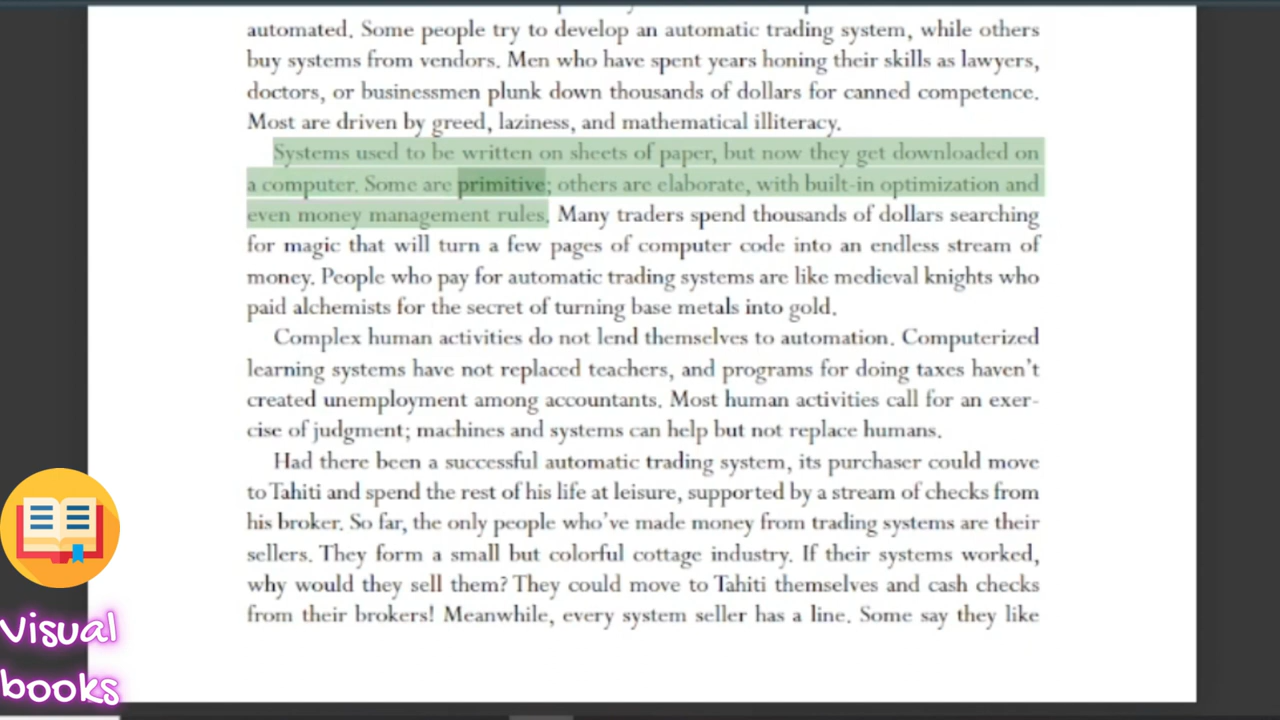 automated. Some people try to develop an automatic trading system, while others
buy systems from vendors. Men who have spent years honing their skills as lawyers,
doctors, or businessmen plunk down thousands of dollars for canned competence.
Most are driven by greed, laziness, and mathematical illiteracy.
Systems used to be written on sheets of paper, but now they get downloaded on
a computer. Some are primitive; others are elaborate, with built-in optimization and
even money management rules. Many traders spend thousands of dollars searching
for magic that will turn a few pages of computer code into an endless stream of
money. People who pay for automatic trading systems are like medieval knights who
paid alchemists for the secret of turning base metals into gold.
Complex human activities do not lend themselves to automation. Computerized
learning systems have not replaced teachers, and programs for doing taxes haven't
created unemployment among accountants. Most human activities call for an exer-
cise of judgment; machines and systems can help but not replace humans.
Had there been a successful automatic trading system, its purchaser could move
to Tahiti and spend the rest of his life at leisure, supported by a stream of checks from
his broker. So far, the only people who've made money from trading systems are their
sellers. They form a small but colorful cottage industry. If their systems worked,
why would they sell them? They could move to Tahiti themselves and cash checks
from their brokers! Meanwhile, every system seller has a line. Some say they like
Visual
books